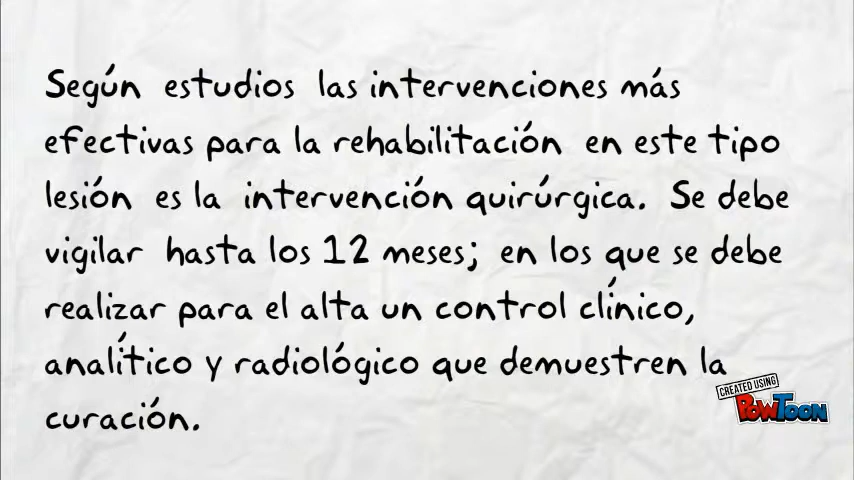 Según estudios las intervenciones más
efectivas para la rehabilitación en este tipo
lesión es la intervención quirúrgica. Se debe
vigilar hasta los 12 meses; en los que se debe
realizar para el alta un control clínico,
analítico y radiológico que demuestren la
curación.
CREATED USING
POWTOON